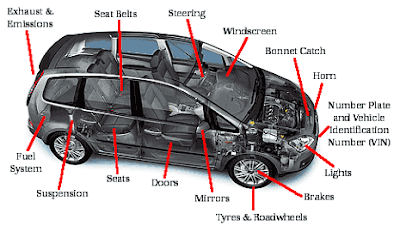 Exhaust &
Emissions
Seat Belts
Steering
Windscreen
Bonnet Catch
Horn
Number Plate
and Vehicle
Identification
Number (VIN)
Lights
Brakes
Tyres & Roadwheels
Mirrors
Doors
Seats
Suspension
Fuel
System